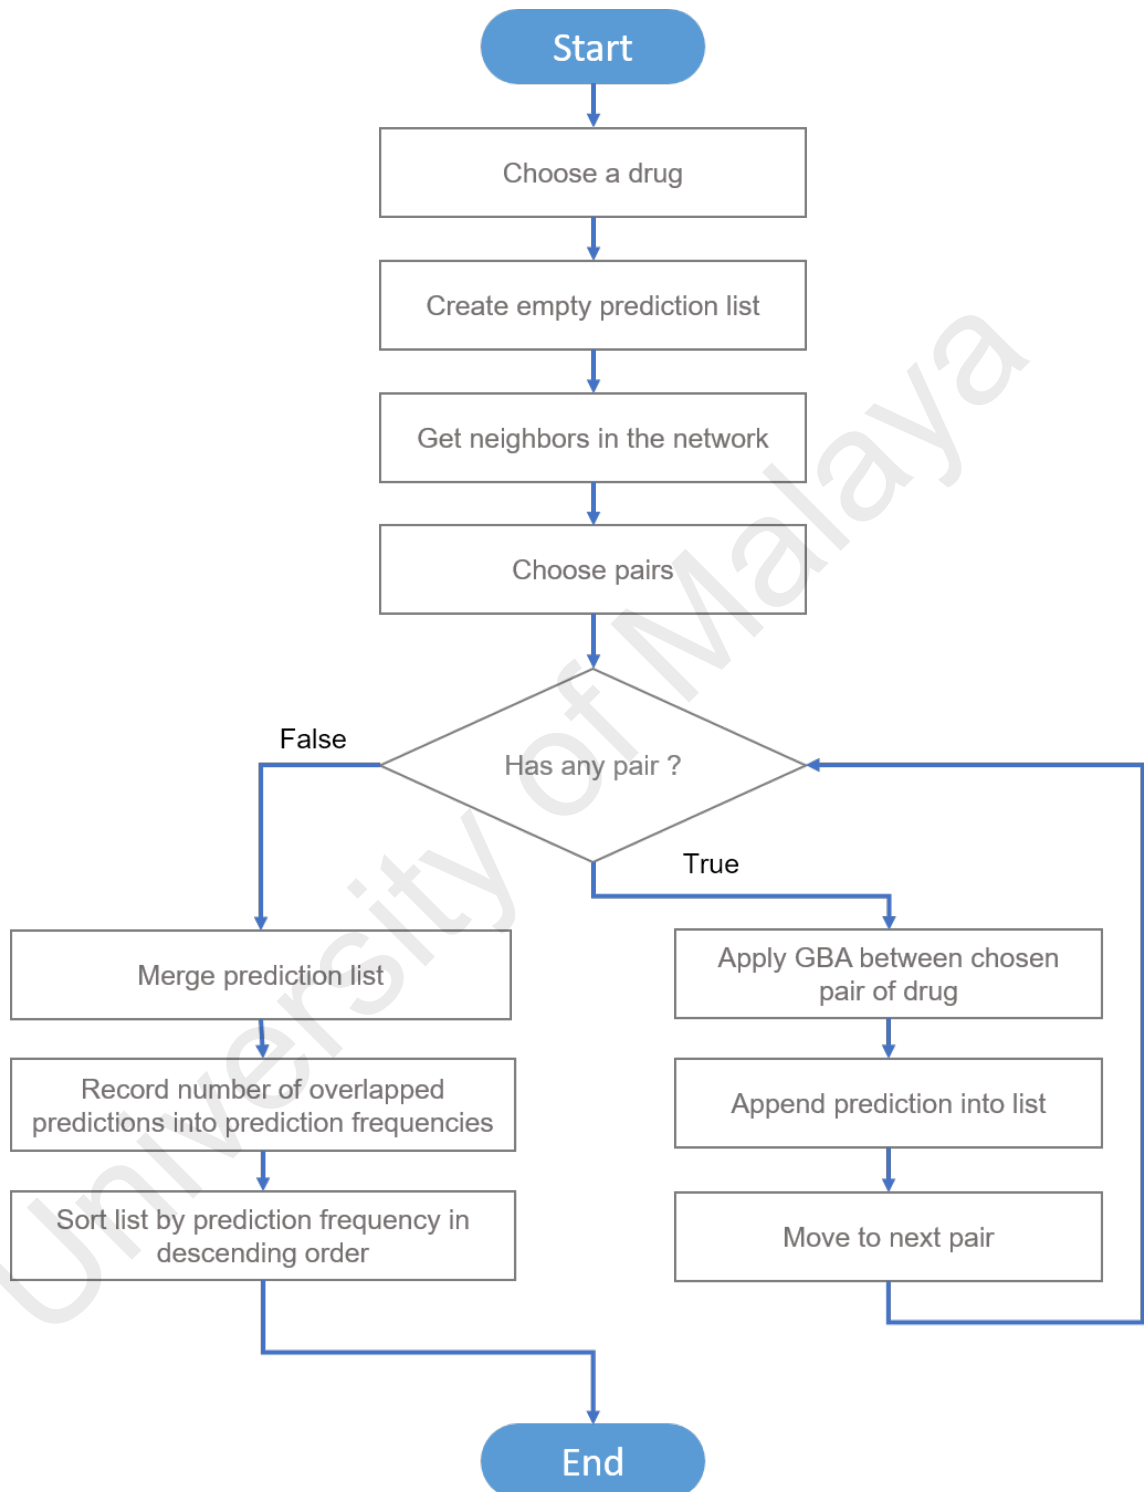 Start
Choose a drug
Create empty prediction list
Get neighbors in the network
Choose pairs
Has any pair ?
False
True
Merge prediction list
Record number of overlapped
predictions into prediction frequencies
Sort list by prediction frequency in
descending order
Apply GBA between chosen
pair of drug
Append prediction into list
Move to next pair
End
University of Malaya